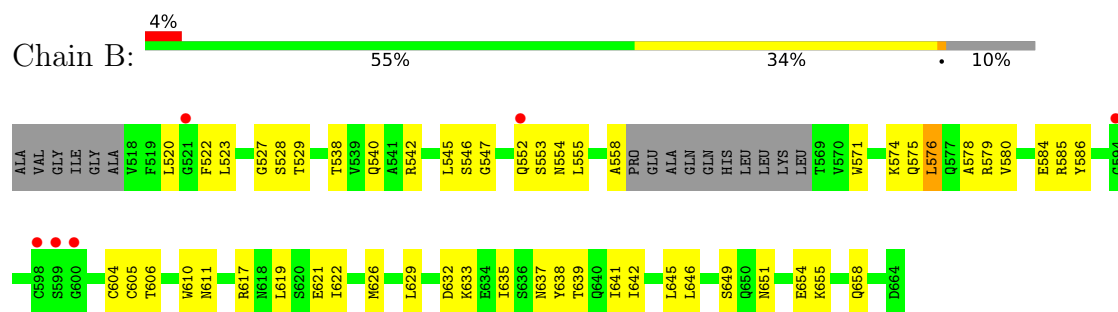 4%
Chain B:
55% 34% • 10%
ALA VAL GLY ILE GLY ALA V518 F519 L520 G521 F522 L523 G527 S528 T529 T538 V539 Q540 A541 R542 L545 S546 G547 Q552 S553 N554 L555 A558 PRO GLU ALA GLN GLN HIS LEU LEU LYS LEU T569 V570 W571 K574 Q575 L576 Q577 A578 R579 V580 E584 R585 Y586
C598 S599 G600 C604 C605 T606 W610 N611 R617 N618 L619 S620 E621 I622 M626 L629 D632 K633 E634 I635 S636 N637 Y638 T639 Q640 I641 I642 L645 L646 S649 Q650 N651 E654 K655 Q658 D664